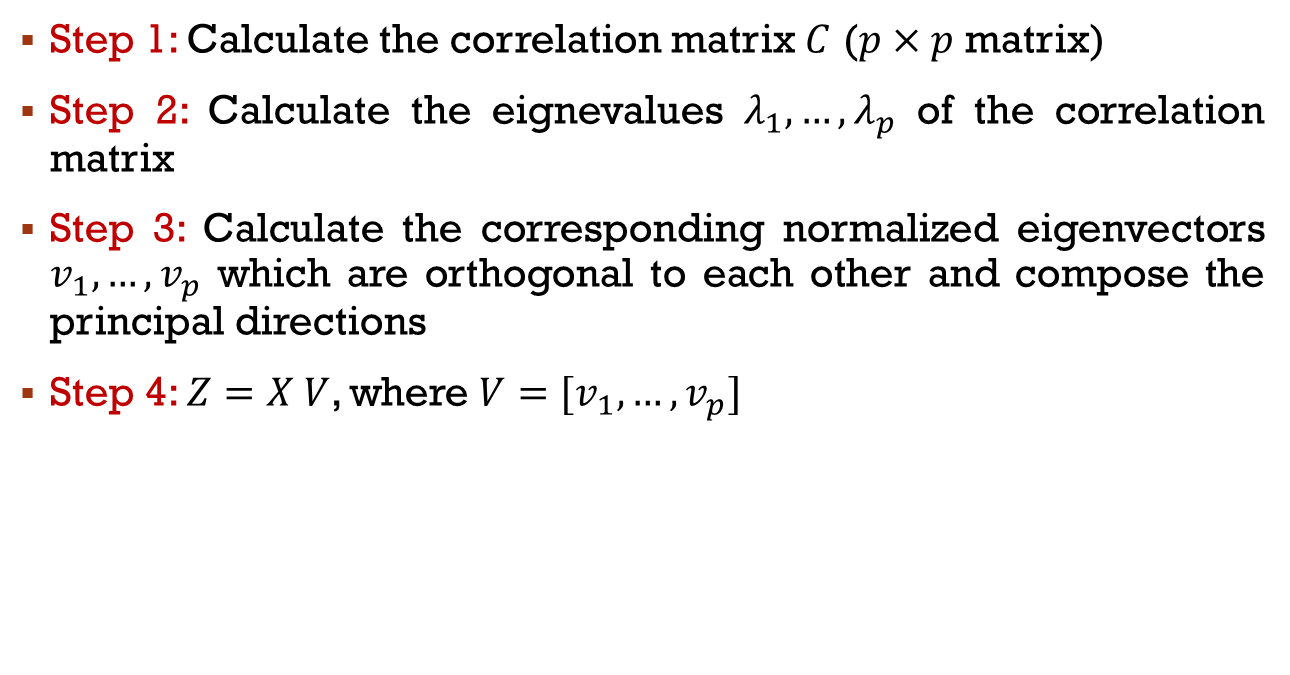 ▪ Step 1: Calculate the correlation matrix C (p × p matrix)
▪ Step 2: Calculate the eignevalues λ₁, … , λₚ of the correlation
matrix
▪ Step 3: Calculate the corresponding normalized eigenvectors
v₁, … , vₚ which are orthogonal to each other and compose the
principal directions
▪ Step 4: Z = X V, where V = [v₁, … , vₚ]